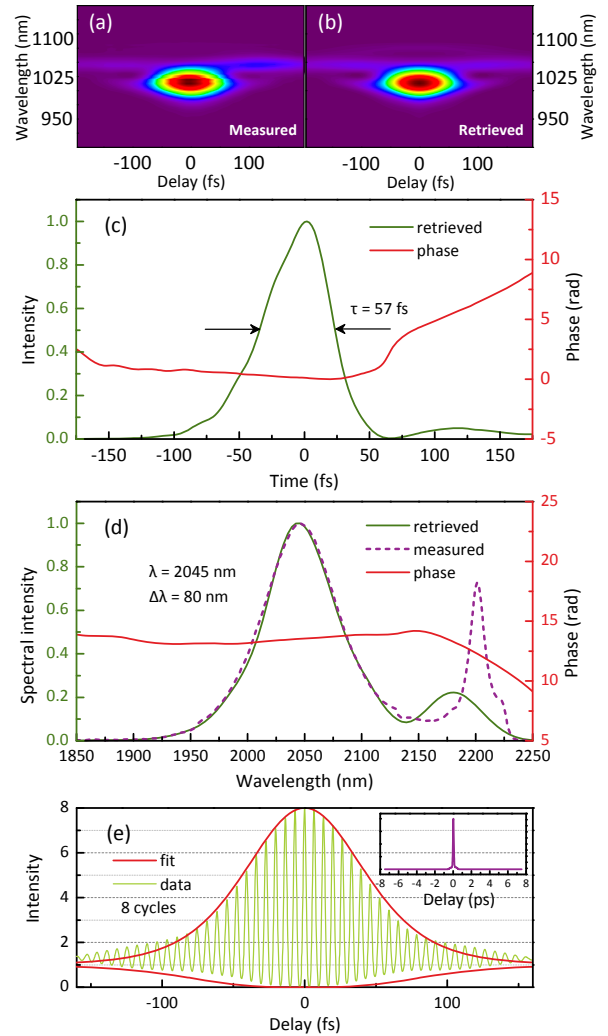 (a)
(b)
Wavelength (nm)
1100
1025
950
Measured
Retrieved
1100
1025
950
Wavelength (nm)
-100 0 100
-100 0 100
Delay (fs)
Delay (fs)
(c)
retrieved
phase
τ = 57 fs
Intensity
1.0
0.8
0.6
0.4
0.2
0.0
15
10
5
0
-5
Phase (rad)
-150 -125 -100 -75 -50 -25 0 25 50 75 100 125 150
Time (fs)
(d)
retrieved
measured
phase
λ = 2045 nm
Δλ = 80 nm
Spectral intensity
1.0
0.8
0.6
0.4
0.2
0.0
25
20
15
10
5
Phase (rad)
1850 1900 1950 2000 2050 2100 2150 2200 2250
Wavelength (nm)
(e)
fit
data
8 cycles
Intensity
8
6
4
2
0
-8 -6 -4 -2 0 2 4 6 8
Delay (ps)
-100 0 100
Delay (fs)